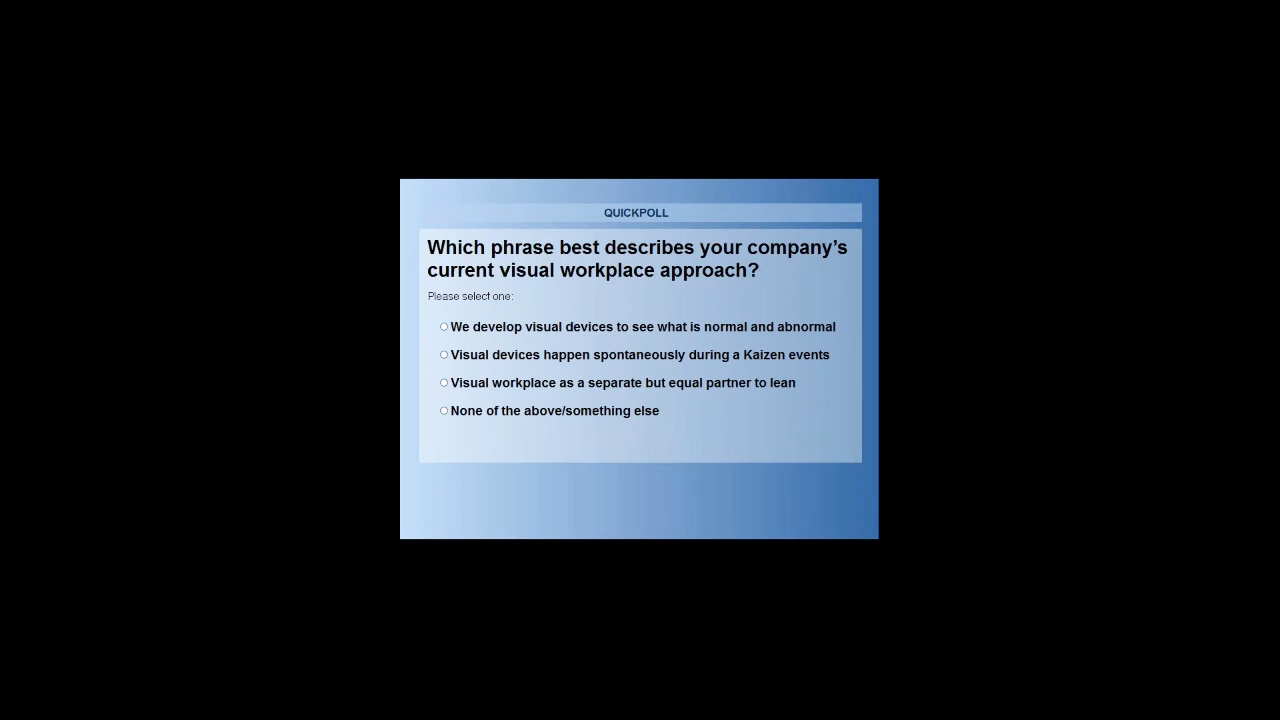 QUICKPOLL
Which phrase best describes your company’s
current visual workplace approach?
Please select one:
We develop visual devices to see what is normal and abnormal
Visual devices happen spontaneously during a Kaizen events
Visual workplace as a separate but equal partner to lean
None of the above/something else